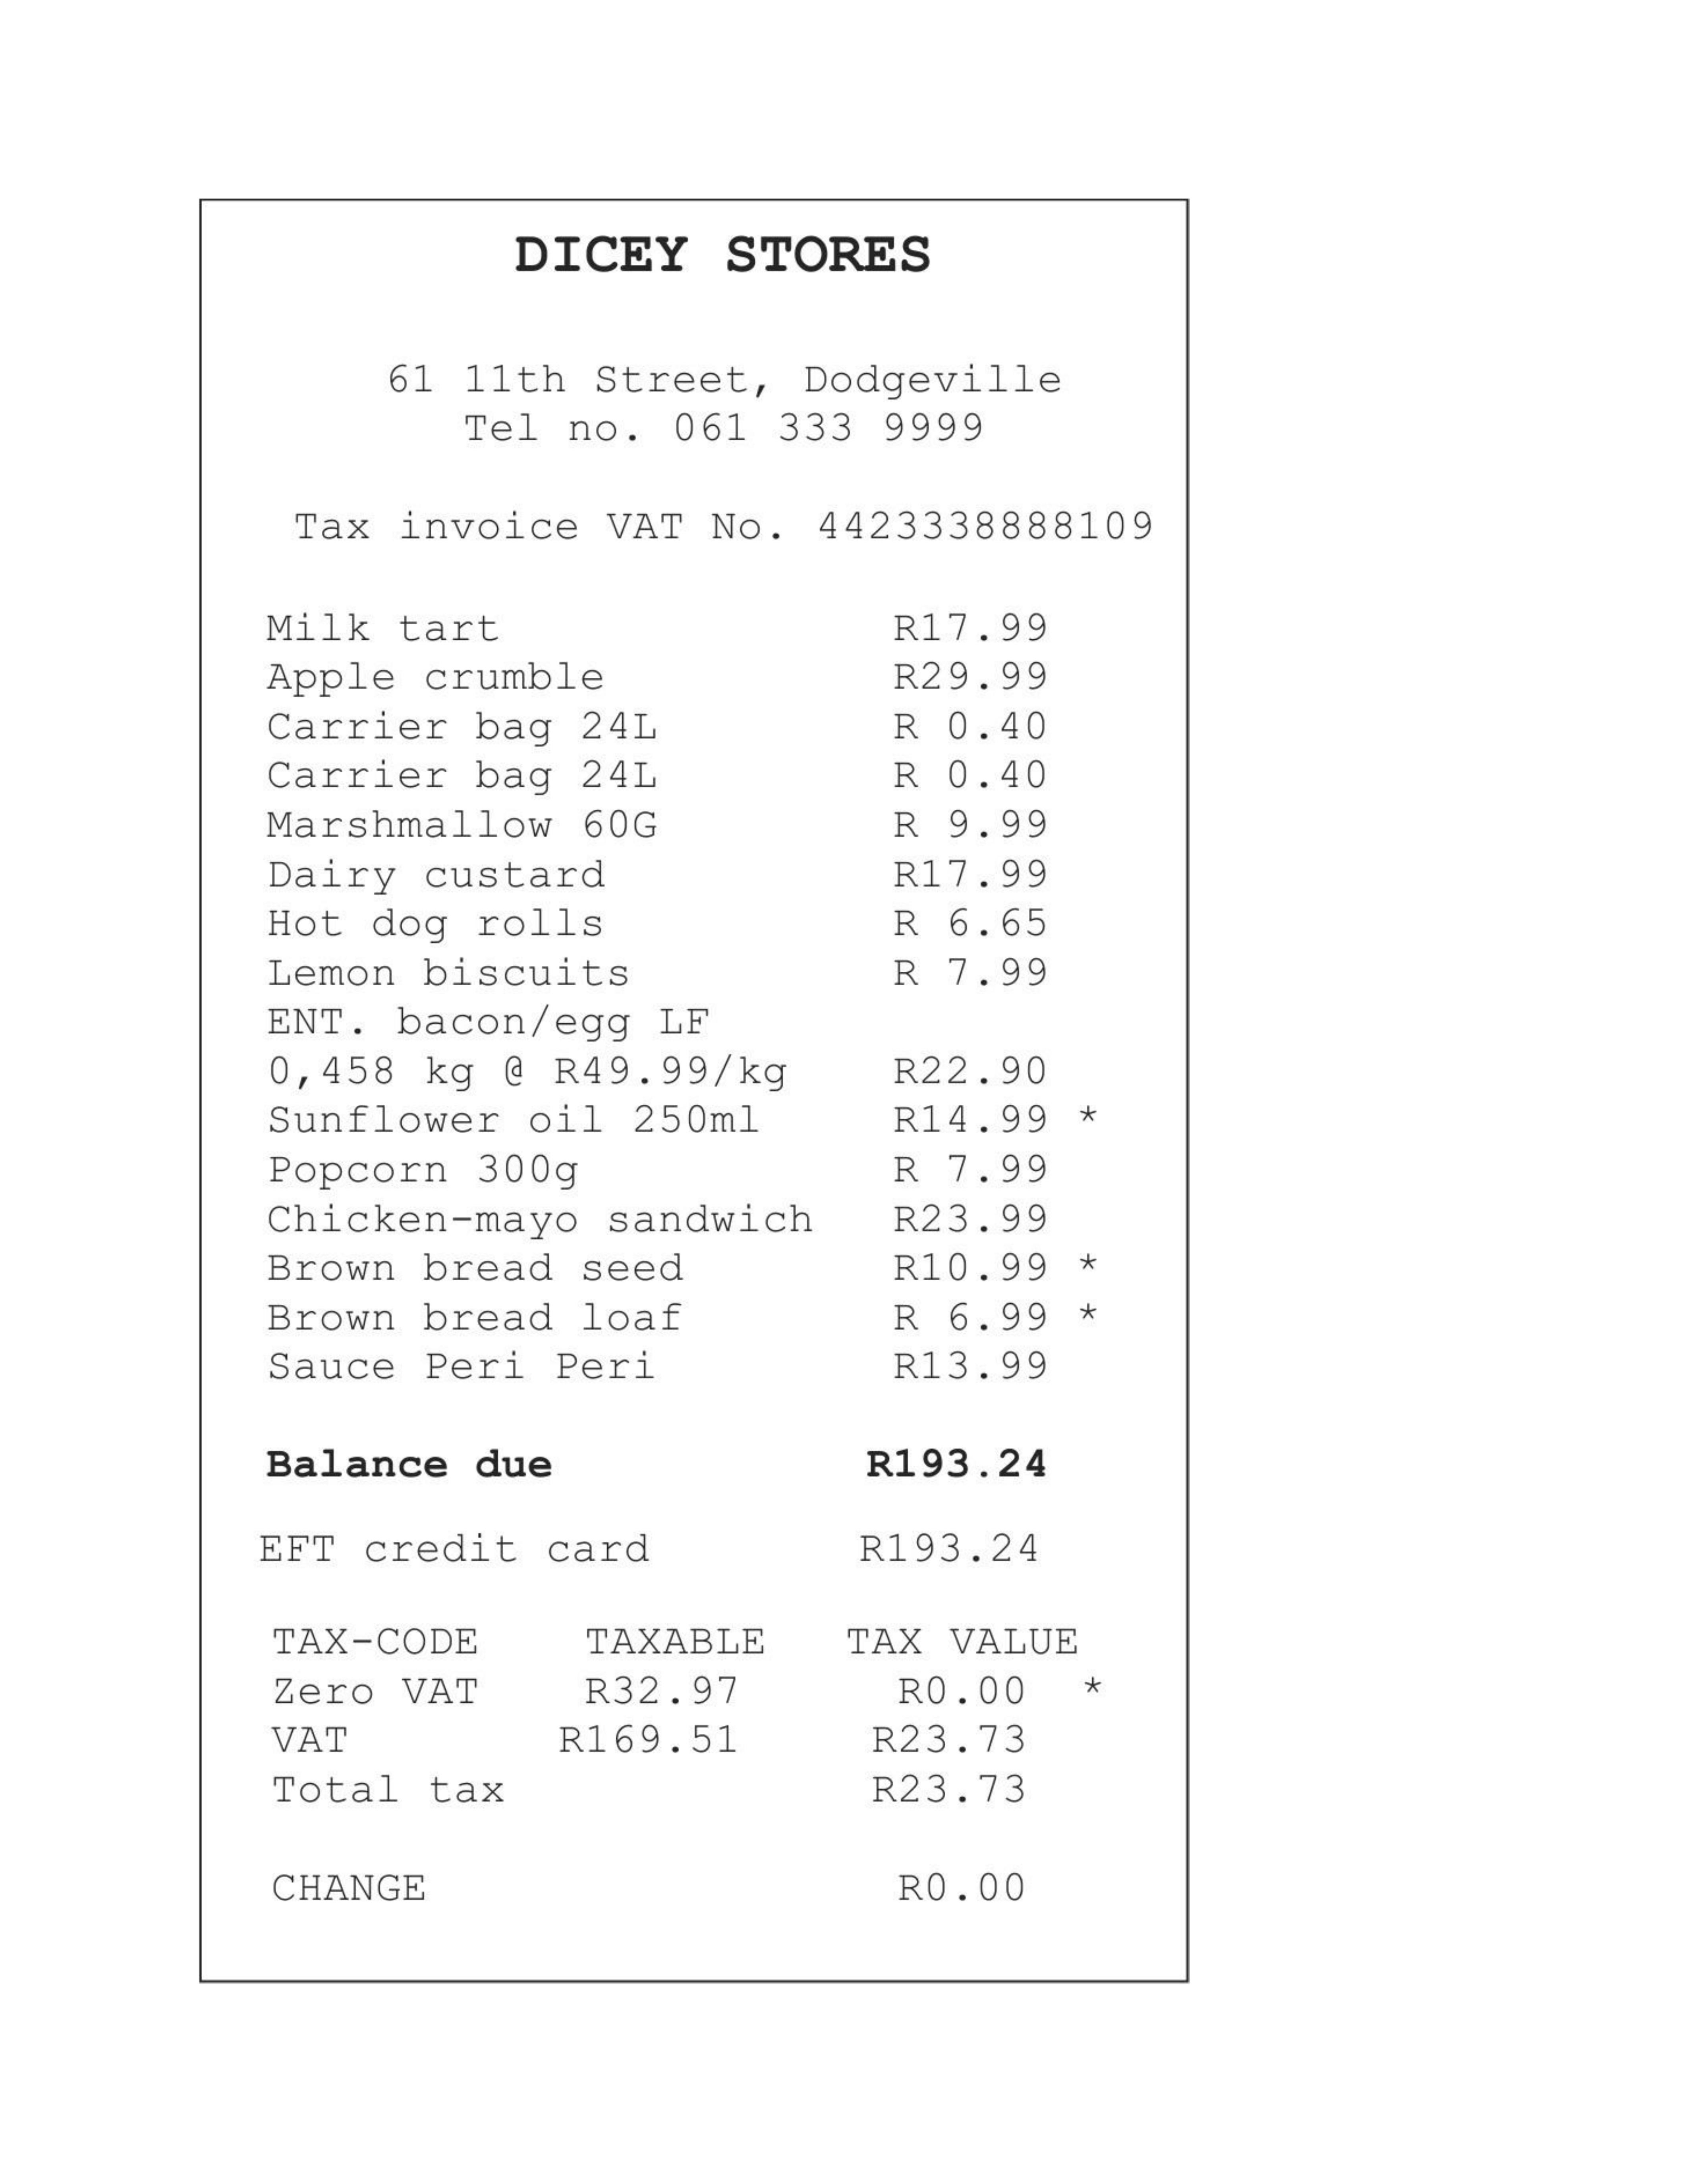 DICEY STORES
61 11th Street, Dodgeville
Tel no. 061 333 9999
Tax invoice VAT No. 4423338888109
Milk tart R17.99
Apple crumble R29.99
Carrier bag 24L R 0.40
Carrier bag 24L R 0.40
Marshmallow 60G R 9.99
Dairy custard R17.99
Hot dog rolls R 6.65
Lemon biscuits R 7.99
ENT. bacon/egg LF
0,458 kg @ R49.99/kg R22.90
Sunflower oil 250ml R14.99 *
Popcorn 300g R 7.99
Chicken-mayo sandwich R23.99
Brown bread seed R10.99 *
Brown bread loaf R 6.99 *
Sauce Peri Peri R13.99
Balance due R193.24
EFT credit card R193.24
TAX-CODE TAXABLE TAX VALUE
Zero VAT R32.97 R0.00 *
VAT R169.51 R23.73
Total tax R23.73
CHANGE R0.00